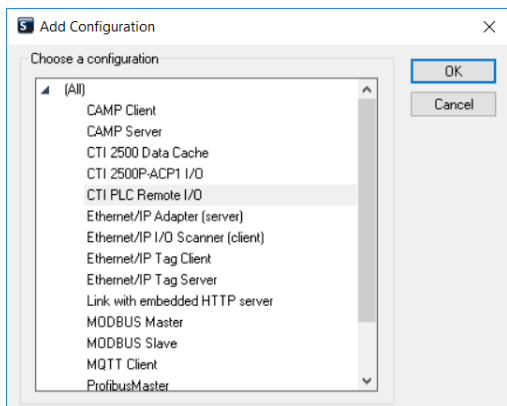 Add Configuration
Choose a configuration
OK
Cancel
(All)
CAMP Client
CAMP Server
CTI 2500 Data Cache
CTI 2500P-ACP1 I/O
CTI PLC Remote I/O
Ethernet/IP Adapter (server)
Ethernet/IP I/O Scanner (client)
Ethernet/IP Tag Client
Ethernet/IP Tag Server
Link with embedded HTTP server
MODBUS Master
MODBUS Slave
MQTT Client
ProfibusMaster